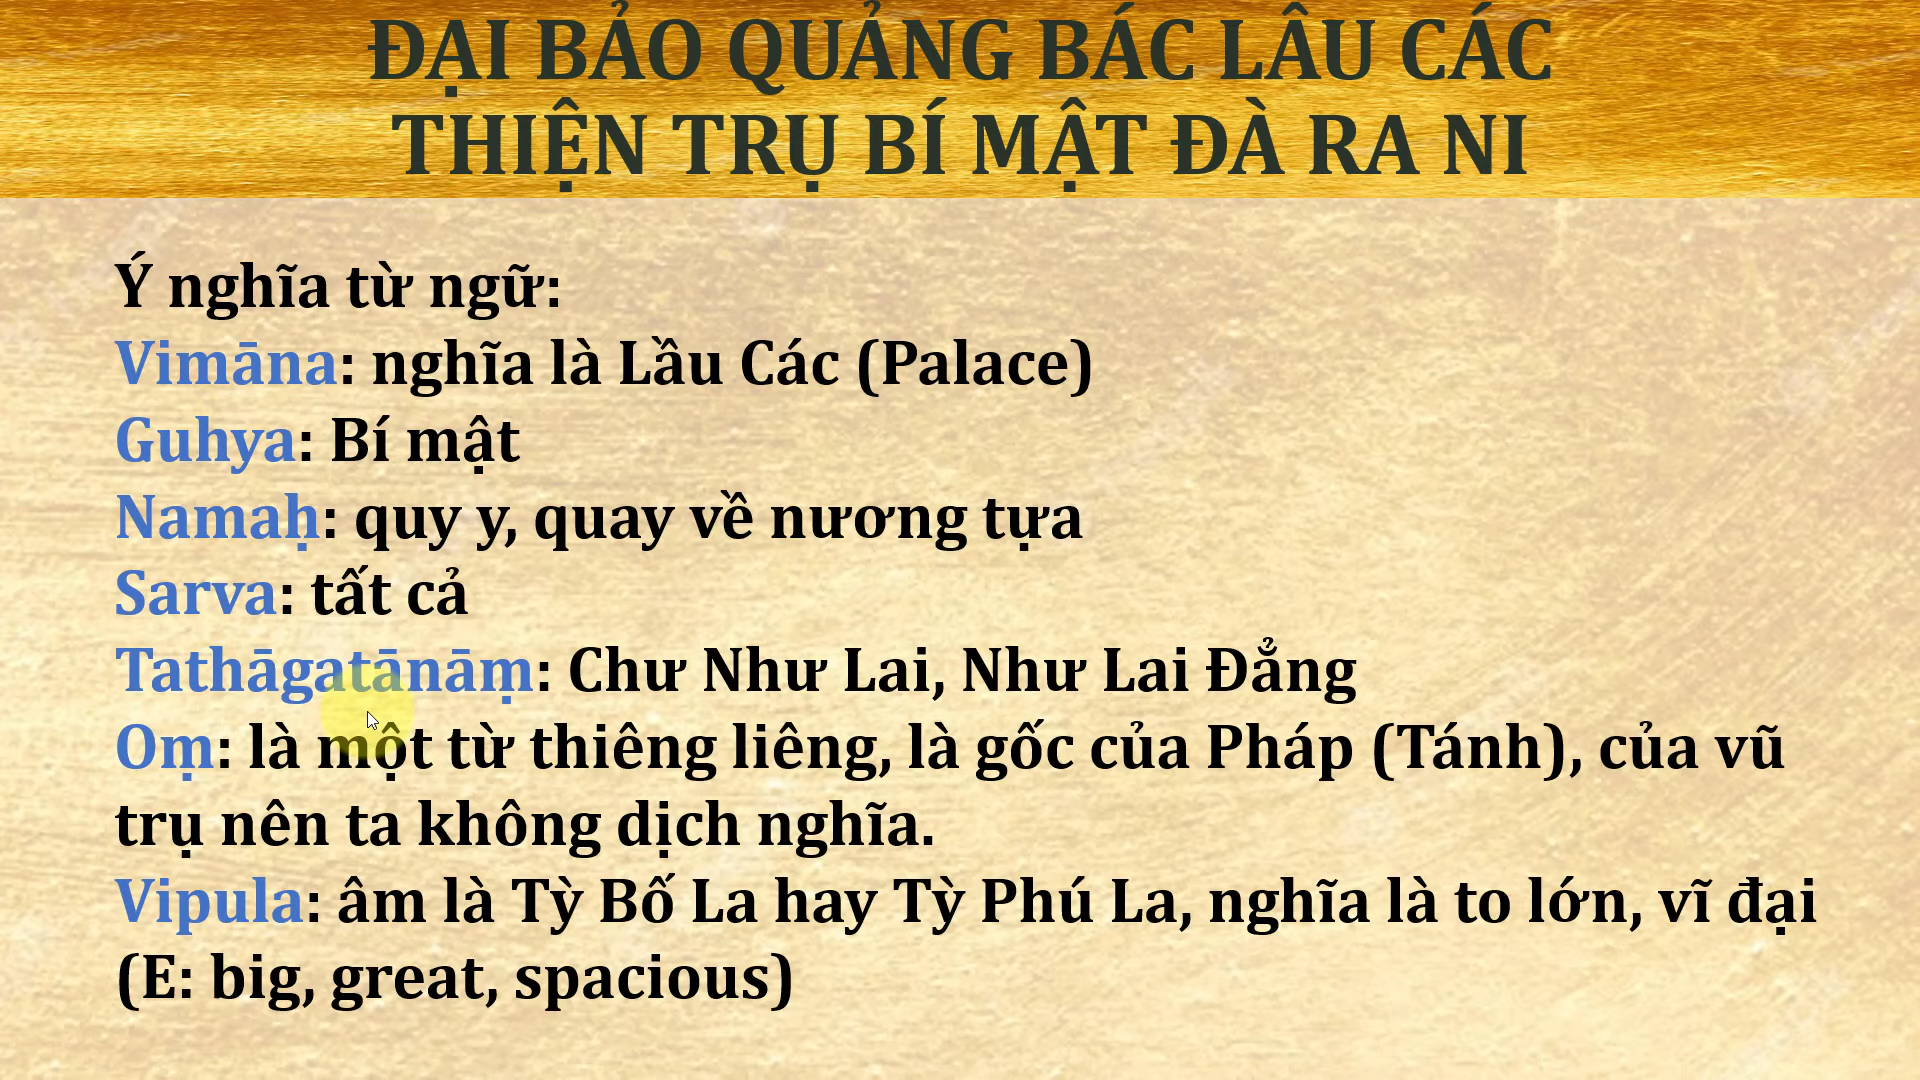 ĐẠI BẢO QUẢNG BÁC LÂU CÁC
THIỆN TRỤ BÍ MẬT ĐÀ RA NI
Ý nghĩa từ ngữ:
Vimāna: nghĩa là Lầu Các (Palace)
Guhya: Bí mật
Namaḥ: quy y, quay về nương tựa
Sarva: tất cả
Tathāgatānāṃ: Chư Như Lai, Như Lai Đẳng
Oṃ: là một từ thiêng liêng, là gốc của Pháp (Tánh), của vũ
trụ nên ta không dịch nghĩa.
Vipula: âm là Tỳ Bố La hay Tỳ Phú La, nghĩa là to lớn, vĩ đại
(E: big, great, spacious)